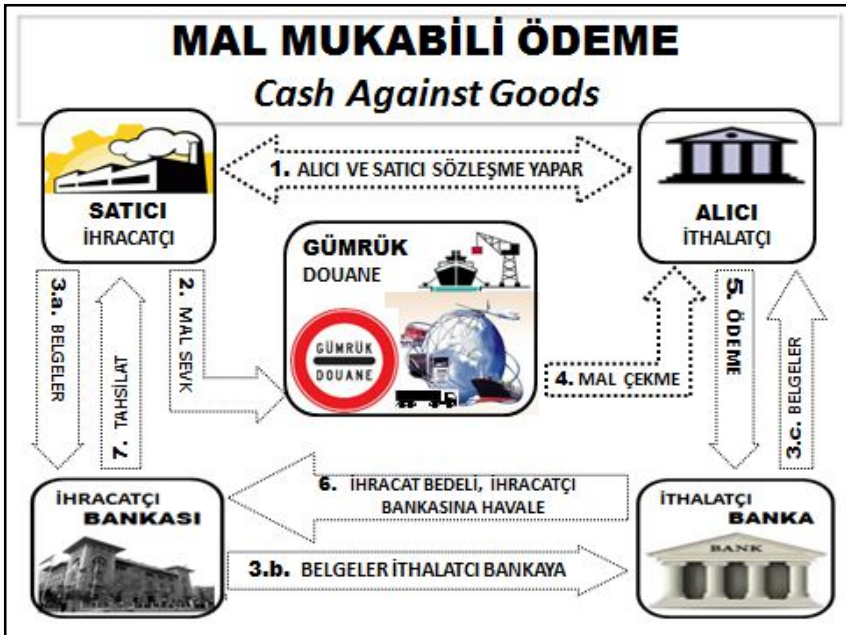 MAL MUKABİLİ ÖDEME
Cash Against Goods
1. ALICI VE SATICI SÖZLEŞME YAPAR
SATICI
İHRACATÇI
ALICI
İTHALATÇI
GÜMRÜK
DOUANE
GÜMRÜK
DOUANE
3.a. BELGELER
7. TAHSİLAT
2. MAL SEVK
4. MAL ÇEKME
5. ÖDEME
3.c. BELGELER
6. İHRACAT BEDELİ, İHRACATÇI
BANKASINA HAVALE
3.b. BELGELER İTHALATCI BANKAYA
İHRACATÇI
BANKASI
İTHALATÇI
BANKA
BANK